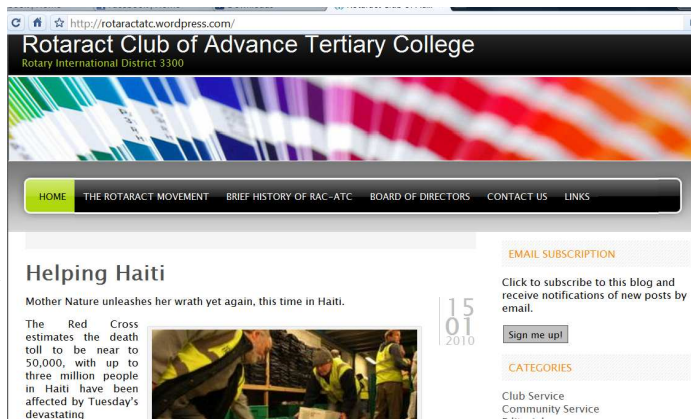 http://rotaractatc.wordpress.com/
Rotaract Club of Advance Tertiary College
Rotary International District 3300
HOME THE ROTARACT MOVEMENT BRIEF HISTORY OF RAC-ATC BOARD OF DIRECTORS CONTACT US LINKS
Helping Haiti
Mother Nature unleashes her wrath yet again, this time in Haiti.
15
01
2010
The Red Cross
estimates the death
toll to be near to
50,000, with up to
three million people
in Haiti have been
affected by Tuesday's
devastating
EMAIL SUBSCRIPTION
Click to subscribe to this blog and
receive notifications of new posts by
email.
Sign me up!
CATEGORIES
Club Service
Community Service